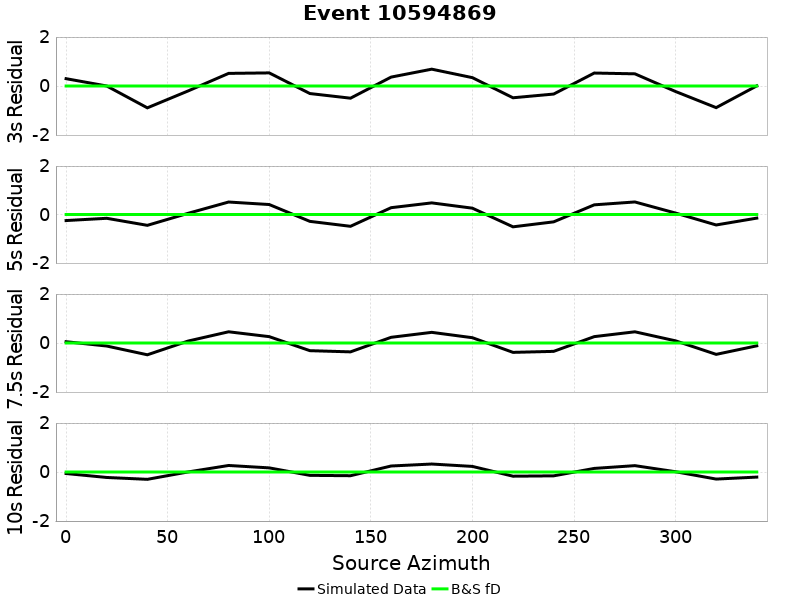 Event 10594869
3s Residual
2
0
-2
5s Residual
2
0
-2
7.5s Residual
2
0
-2
10s Residual
2
0
-2
0 50 100 150 200 250 300
Source Azimuth
Simulated Data B&S fD